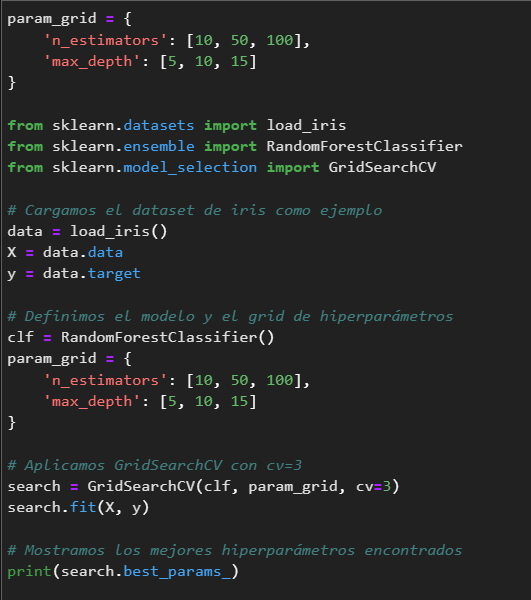 param_grid = {
    'n_estimators': [10, 50, 100],
    'max_depth': [5, 10, 15]
}

from sklearn.datasets import load_iris
from sklearn.ensemble import RandomForestClassifier
from sklearn.model_selection import GridSearchCV

# Cargamos el dataset de iris como ejemplo
data = load_iris()
X = data.data
y = data.target

# Definimos el modelo y el grid de hiperparámetros
clf = RandomForestClassifier()
param_grid = {
    'n_estimators': [10, 50, 100],
    'max_depth': [5, 10, 15]
}

# Aplicamos GridSearchCV con cv=3
search = GridSearchCV(clf, param_grid, cv=3)
search.fit(X, y)

# Mostramos los mejores hiperparámetros encontrados
print(search.best_params_)